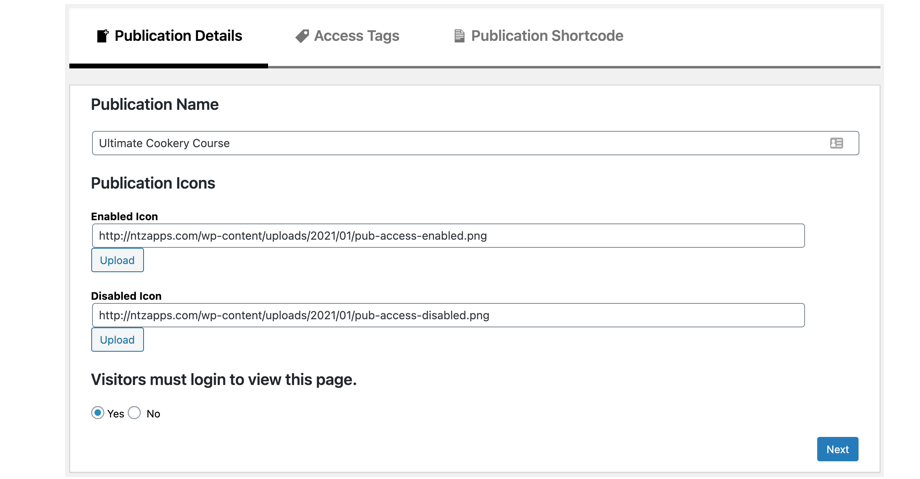 Publication Details Access Tags Publication Shortcode
Publication Name
Ultimate Cookery Course
Publication Icons
Enabled Icon
http://ntzapps.com/wp-content/uploads/2021/01/pub-access-enabled.png
Upload
Disabled Icon
http://ntzapps.com/wp-content/uploads/2021/01/pub-access-disabled.png
Upload
Visitors must login to view this page.
Yes No
Next